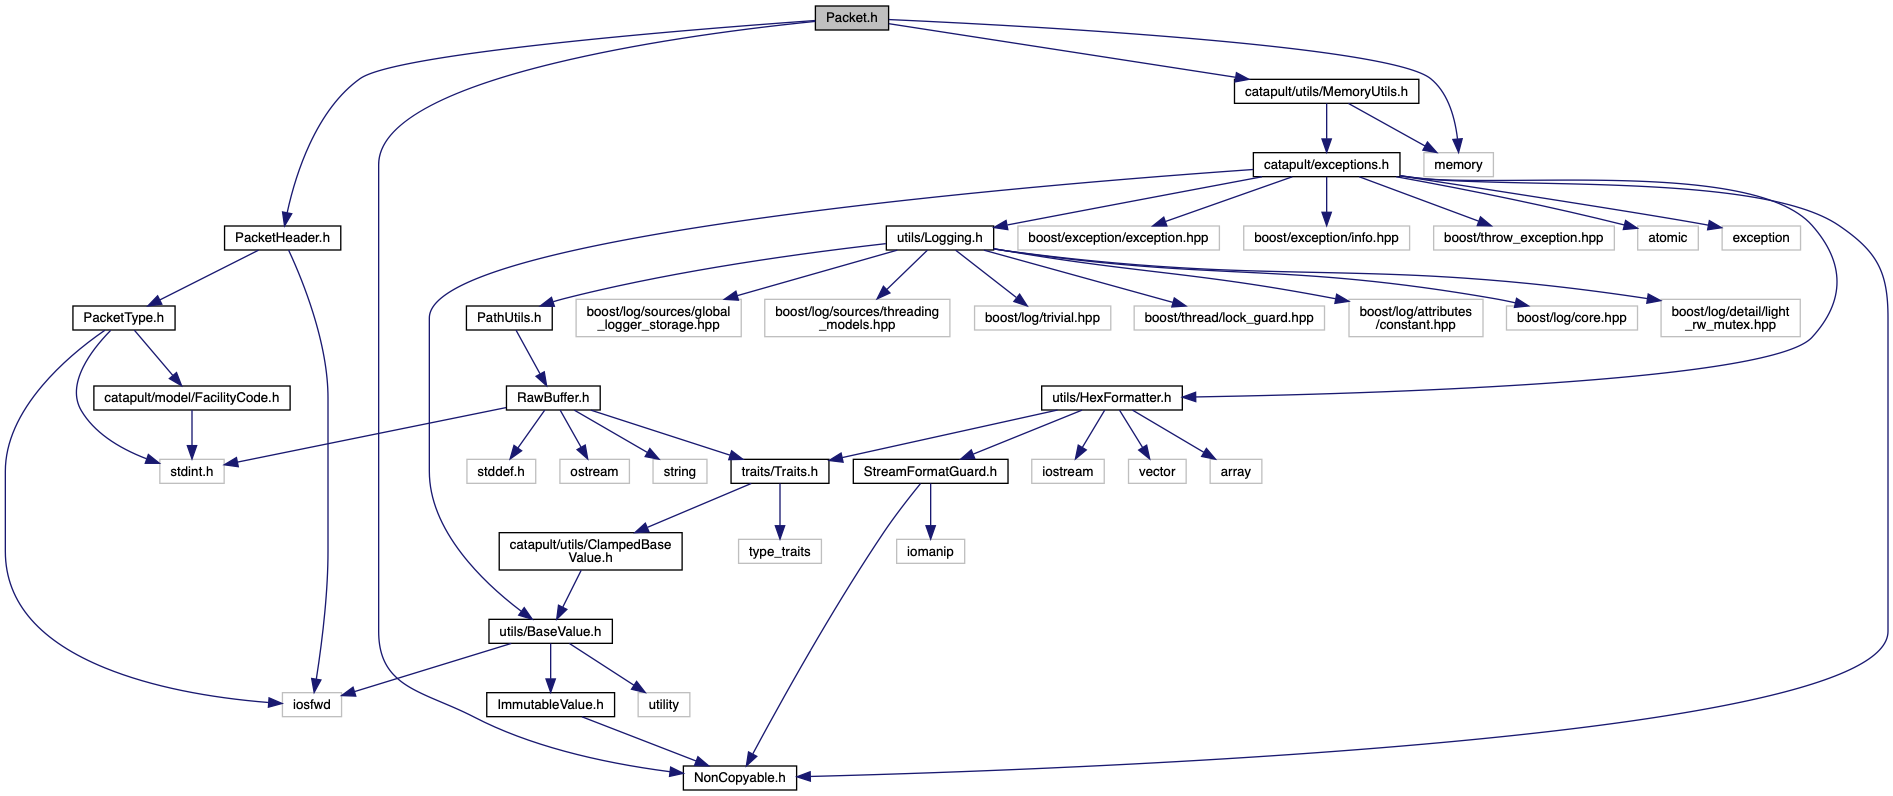 Packet.h
catapult/utils/MemoryUtils.h
catapult/exceptions.h
memory
PacketHeader.h
utils/Logging.h
boost/exception/exception.hpp
boost/exception/info.hpp
boost/throw_exception.hpp
atomic
exception
PacketType.h
PathUtils.h
boost/log/sources/global
_logger_storage.hpp
boost/log/sources/threading
_models.hpp
boost/log/trivial.hpp
boost/thread/lock_guard.hpp
boost/log/attributes
/constant.hpp
boost/log/core.hpp
boost/log/detail/light
_rw_mutex.hpp
catapult/model/FacilityCode.h
RawBuffer.h
utils/HexFormatter.h
stdint.h
stddef.h
ostream
string
traits/Traits.h
StreamFormatGuard.h
iostream
vector
array
catapult/utils/ClampedBase
Value.h
type_traits
iomanip
utils/BaseValue.h
iosfwd
ImmutableValue.h
utility
NonCopyable.h